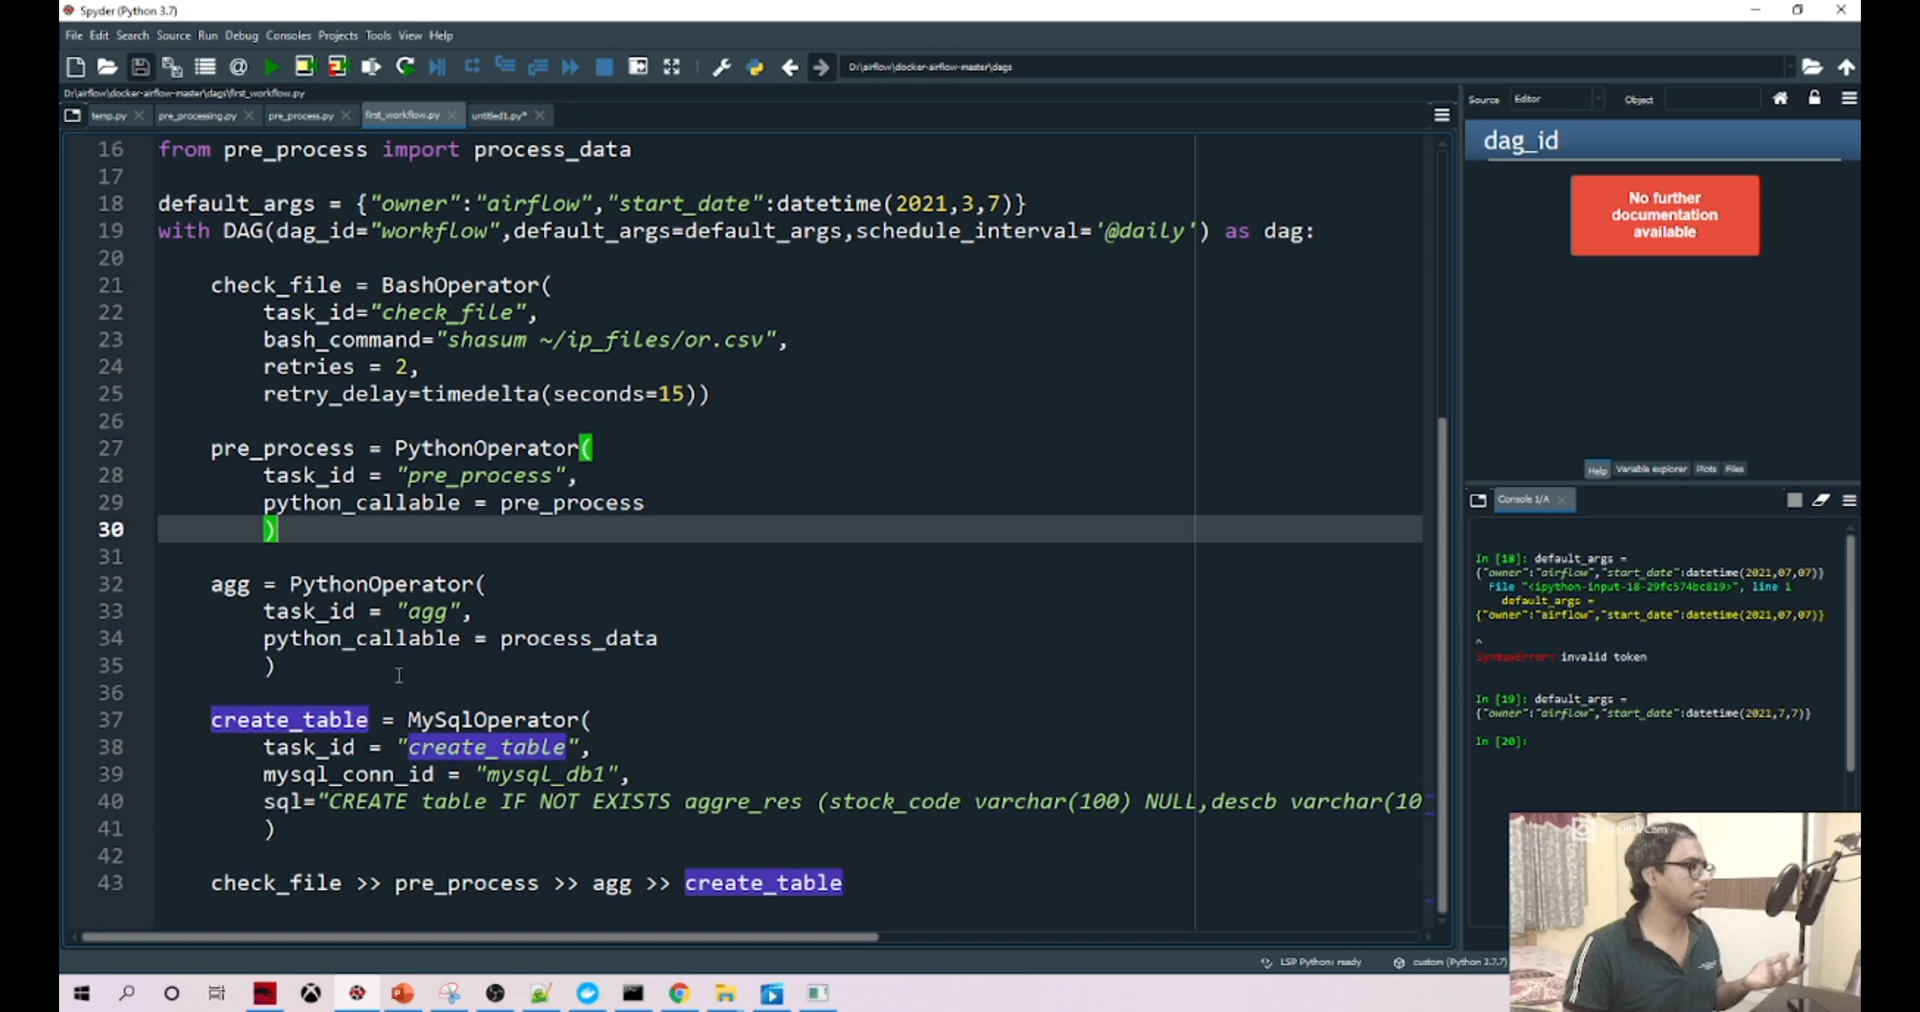 Spyder (Python 3.7)
File Edit Search Source Run Debug Consoles Projects Tools View Help
D:\airflow\docker-airflow-master\dags
D:\airflow\docker-airflow-master\dags\first_workflow.py
temp.py pre_processing.py pre_process.py first_workflow.py untitled1.py*
16 from pre_process import process_data
17
18 default_args = {"owner":"airflow","start_date":datetime(2021,3,7)}
19 with DAG(dag_id="workflow",default_args=default_args,schedule_interval='@daily') as dag:
20
21 check_file = BashOperator(
22 task_id="check_file",
23 bash_command="shasum ~/ip_files/or.csv",
24 retries = 2,
25 retry_delay=timedelta(seconds=15))
26
27 pre_process = PythonOperator(
28 task_id = "pre_process",
29 python_callable = pre_process
30 )
31
32 agg = PythonOperator(
33 task_id = "agg",
34 python_callable = process_data
35 )
36
37 create_table = MySqlOperator(
38 task_id = "create_table",
39 mysql_conn_id = "mysql_db1",
40 sql="CREATE table IF NOT EXISTS aggre_res (stock_code varchar(100) NULL,descb varchar(10
41 )
42
43 check_file >> pre_process >> agg >> create_table
Source Editor Object
dag_id
No further
documentation
available
Help Variable explorer Plots Files
Console 1/A
In [18]: default_args =
{"owner":"airflow","start_date":datetime(2021,07,07)}
File "<ipython-input-18-29fc574bc819>", line 1
default_args =
{"owner":"airflow","start_date":datetime(2021,07,07)}
^
SyntaxError: invalid token
In [19]: default_args =
{"owner":"airflow","start_date":datetime(2021,7,7)}
In [20]:
LSP Python: ready custom (Python 3.7.7)